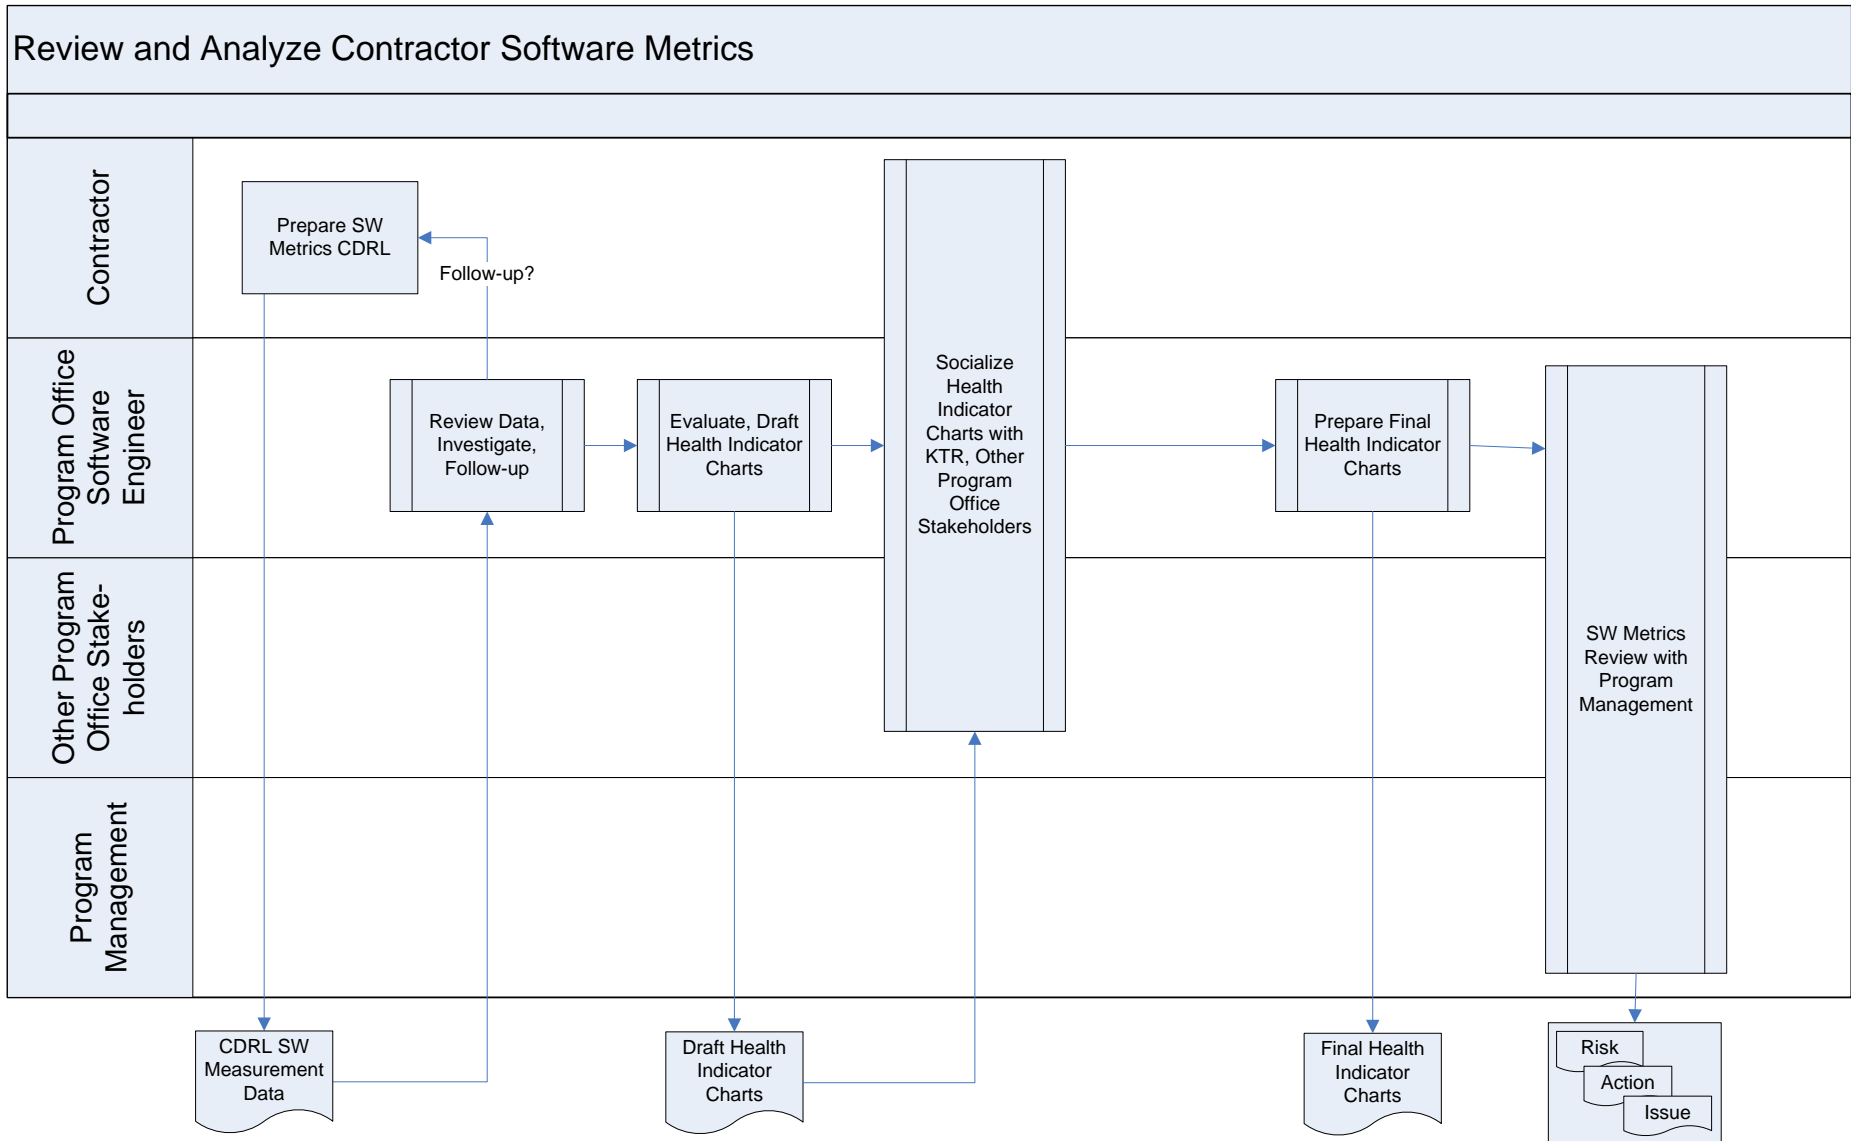 Review and Analyze Contractor Software Metrics
Contractor
Prepare SW
Metrics CDRL
Follow-up?
Program Office
Software
Engineer
Review Data,
Investigate,
Follow-up
Evaluate, Draft
Health Indicator
Charts
Socialize
Health
Indicator
Charts with
KTR, Other
Program
Office
Stakeholders
Prepare Final
Health Indicator
Charts
Other Program
Office Stake-
holders
SW Metrics
Review with
Program
Management
Program
Management
CDRL SW
Measurement
Data
Draft Health
Indicator
Charts
Final Health
Indicator
Charts
Risk
Action
Issue